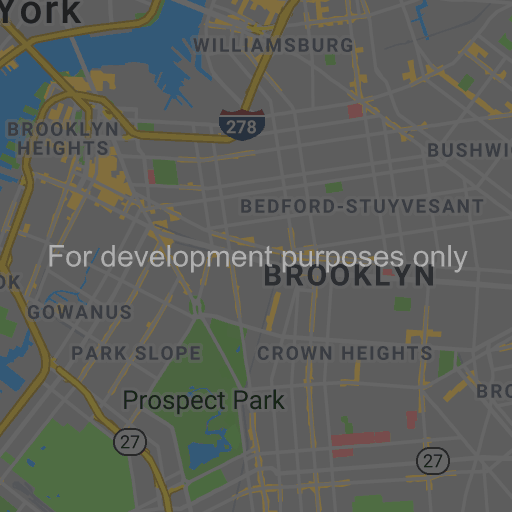 York
WILLIAMSBURG
278
BROOKLYN
HEIGHTS
BUSHWI
BEDFORD-STUYVESANT
For development purposes only
BROOKLYN
OK
GOWANUS
PARK SLOPE
CROWN HEIGHTS
BRO
Prospect Park
27
27